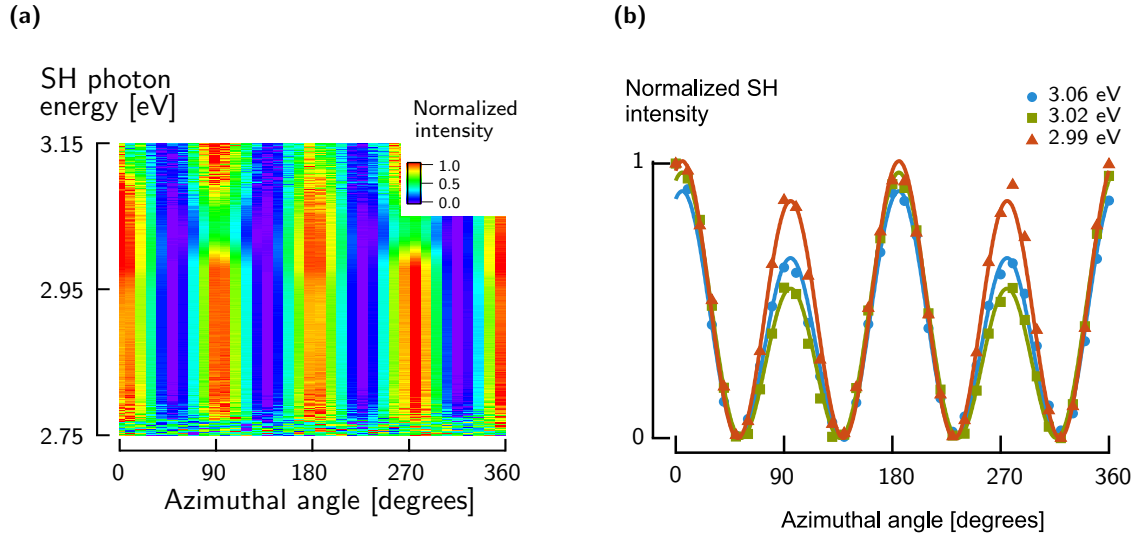 (a)
SH photon
energy [eV]
Normalized
intensity
1.0
0.5
0.0
3.15
2.95
2.75
0
90
180
270
360
Azimuthal angle [degrees]
(b)
Normalized SH
intensity
3.06 eV
3.02 eV
2.99 eV
1
0
0
90
180
270
360
Azimuthal angle [degrees]